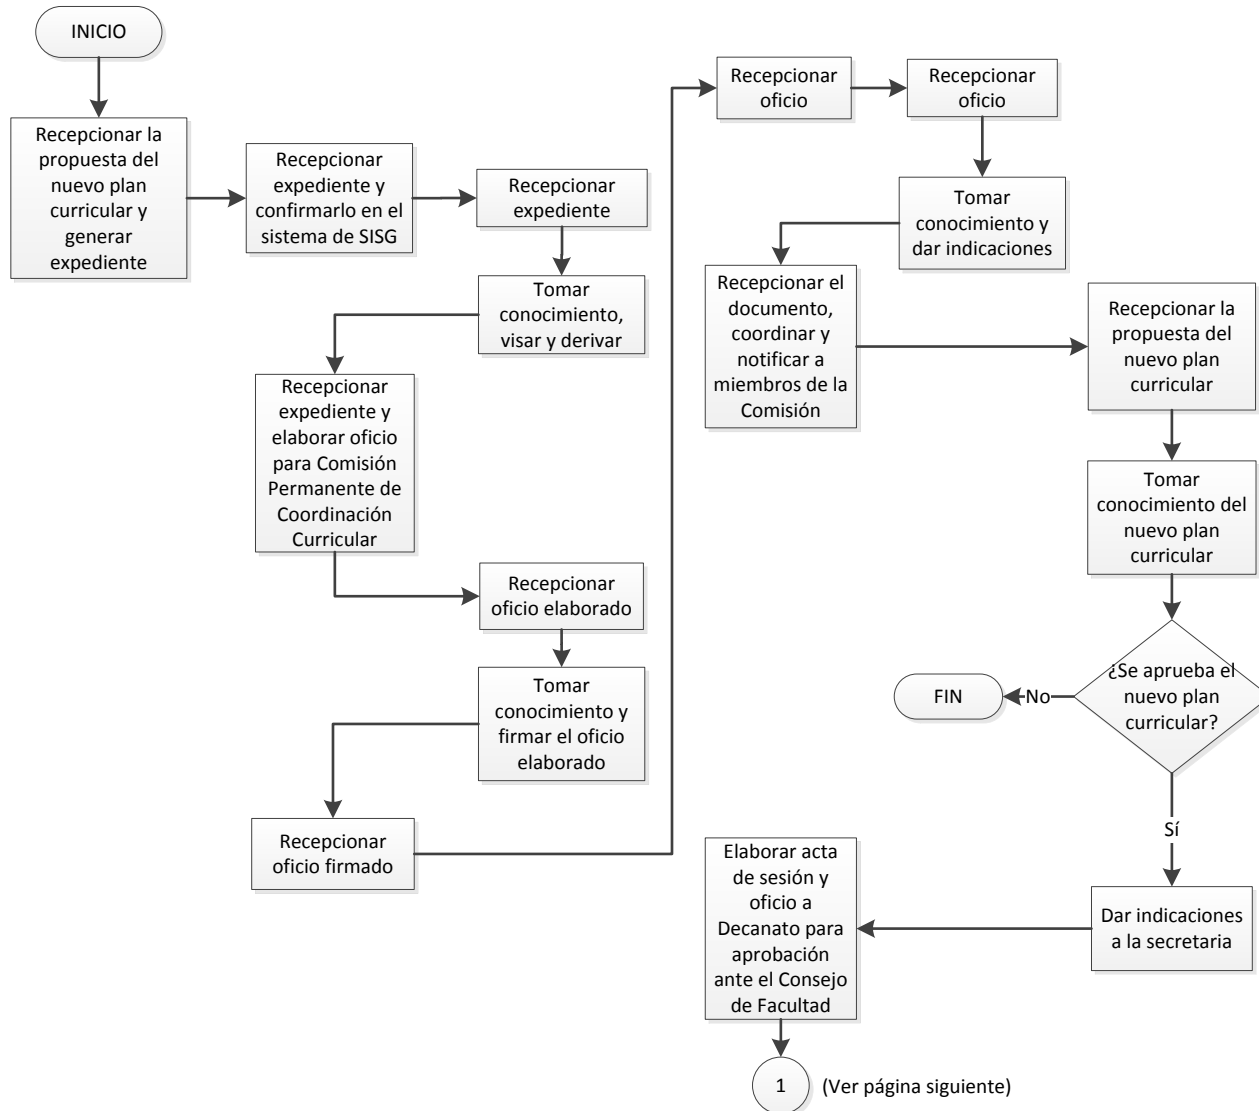 INICIO
Recepcionar la
propuesta del
nuevo plan
curricular y
generar
expediente
Recepcionar
expediente y
confirmarlo en el
sistema de SISG
Recepcionar
expediente
Tomar
conocimiento,
visar y derivar
Recepcionar
expediente y
elaborar oficio
para Comisión
Permanente de
Coordinación
Curricular
Recepcionar
oficio elaborado
Tomar
conocimiento y
firmar el oficio
elaborado
Recepcionar
oficio firmado
Recepcionar
oficio
Recepcionar
oficio
Tomar
conocimiento y
dar indicaciones
Recepcionar el
documento,
coordinar y
notificar a
miembros de la
Comisión
Recepcionar la
propuesta del
nuevo plan
curricular
Tomar
conocimiento del
nuevo plan
curricular
¿Se aprueba el
nuevo plan
curricular?
No
FIN
Sí
Dar indicaciones
a la secretaria
Elaborar acta
de sesión y
oficio a
Decanato para
aprobación
ante el Consejo
de Facultad
1
(Ver página siguiente)